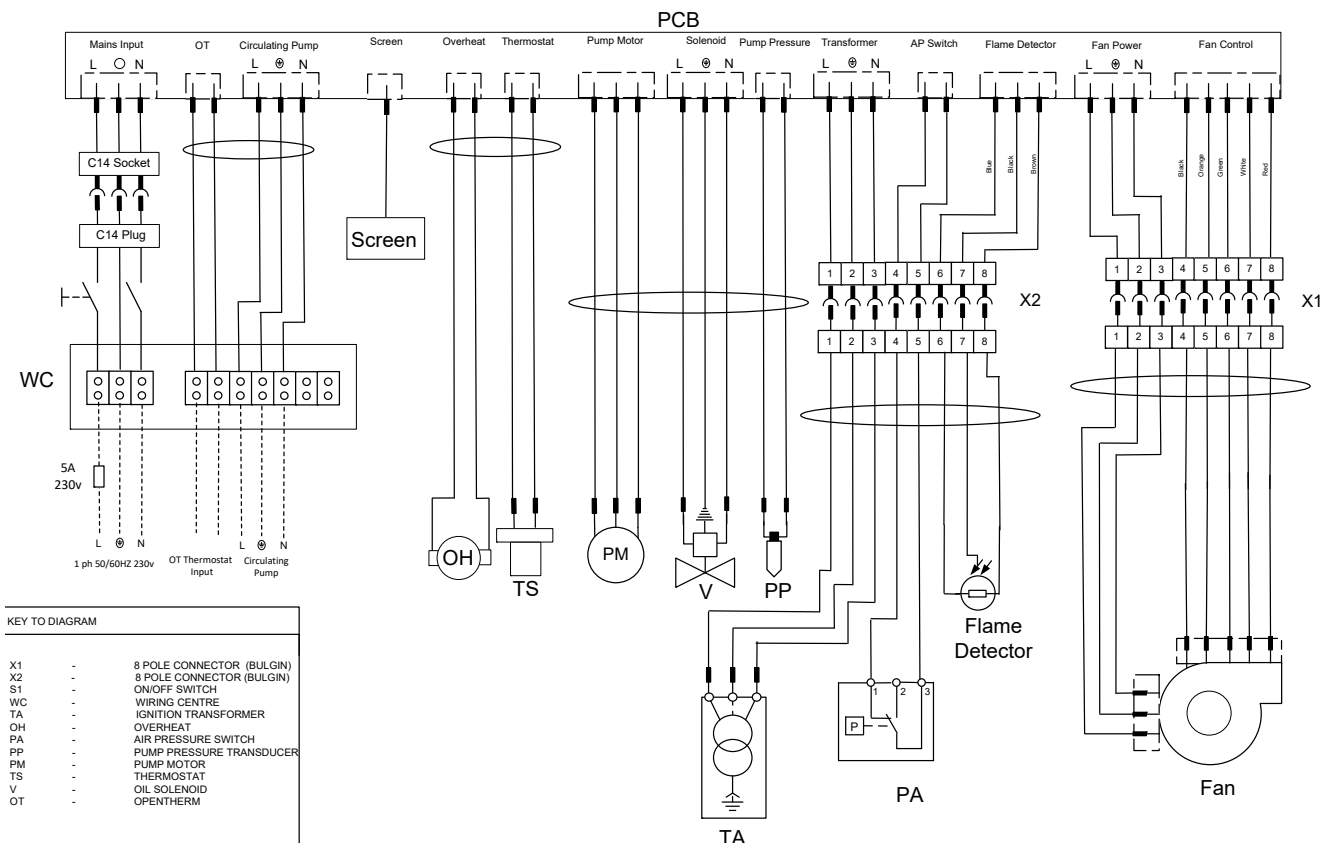 PCB
Mains Input OT Circulating Pump Screen Overheat Thermostat Pump Motor Solenoid Pump Pressure Transformer AP Switch Flame Detector Fan Power Fan Control
L N L N L N L N L N
Blue Black Brown Black Orange Green White Red
C14 Socket
C14 Plug
Screen
1 2 3 4 5 6 7 8 X2
1 2 3 4 5 6 7 8
1 2 3 4 5 6 7 8 X1
1 2 3 4 5 6 7 8
WC
5A
230v
L N L N
1 ph 50/60HZ 230v
OT Thermostat
Input
Circulating
Pump
OH
TS
PM
V
PP
Flame
Detector
1 2 3
P
PA
TA
Fan
KEY TO DIAGRAM
X1 - 8 POLE CONNECTOR (BULGIN)
X2 - 8 POLE CONNECTOR (BULGIN)
S1 - ON/OFF SWITCH
WC - WIRING CENTRE
TA - IGNITION TRANSFORMER
OH - OVERHEAT
PA - AIR PRESSURE SWITCH
PP - PUMP PRESSURE TRANSDUCER
PM - PUMP MOTOR
TS - THERMOSTAT
V - OIL SOLENOID
OT - OPENTHERM